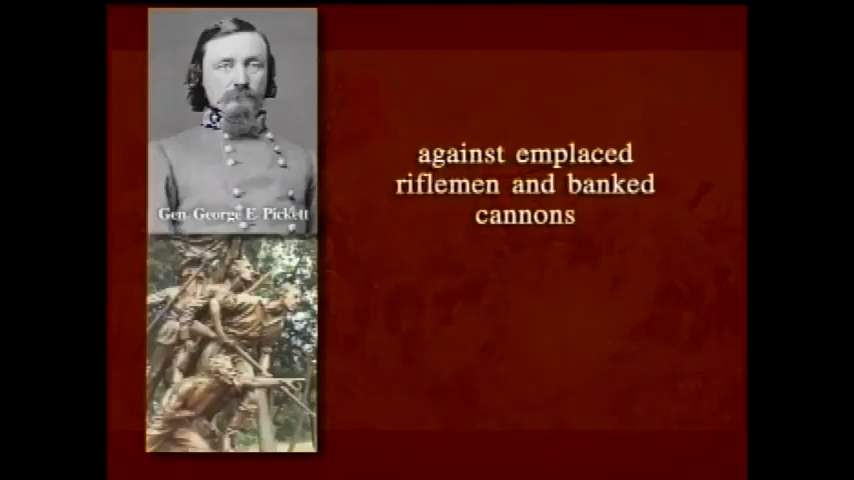 Gen. George E. Pickett
against emplaced
riflemen and banked
cannons